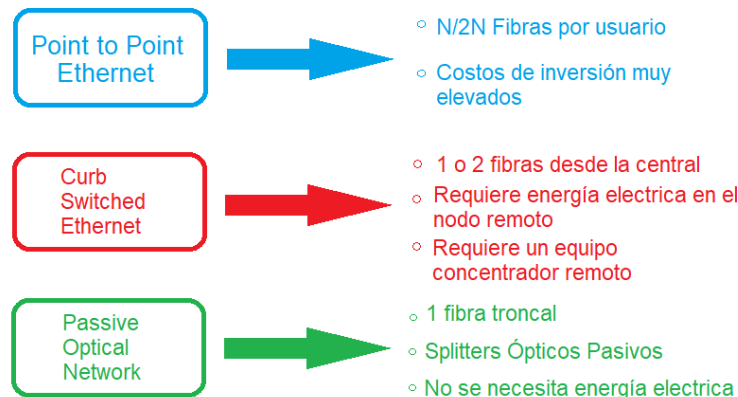 Point to Point
Ethernet
N/2N Fibras por usuario
Costos de inversión muy
elevados
Curb
Switched
Ethernet
1 o 2 fibras desde la central
Requiere energía electrica en el
nodo remoto
Requiere un equipo
concentrador remoto
Passive
Optical
Network
1 fibra troncal
Splitters Ópticos Pasivos
No se necesita energía electrica